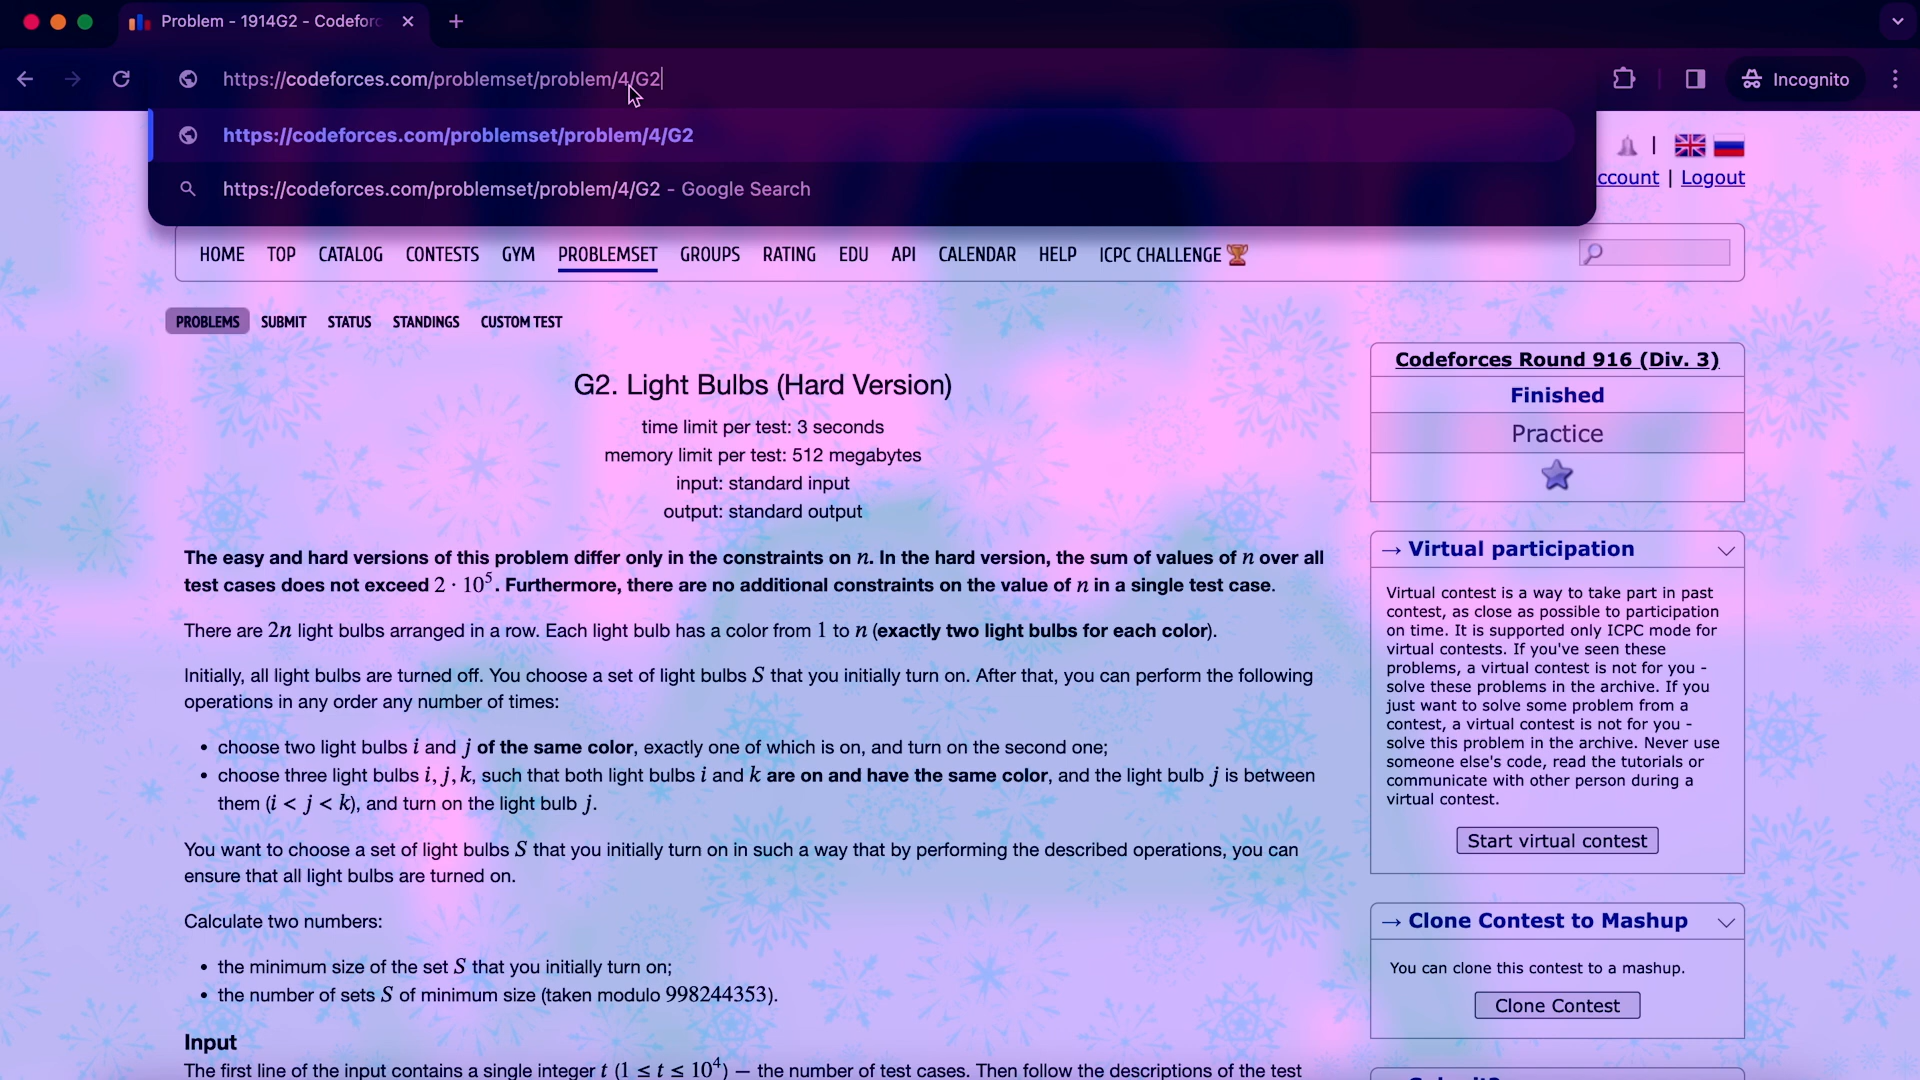 Problem - 1914G2 - Codeforc
https://codeforces.com/problemset/problem/4/G2
Incognito
https://codeforces.com/problemset/problem/4/G2
https://codeforces.com/problemset/problem/4/G2 - Google Search
ccount | Logout
HOME TOP CATALOG CONTESTS GYM PROBLEMSET GROUPS RATING EDU API CALENDAR HELP ICPC CHALLENGE
PROBLEMS SUBMIT STATUS STANDINGS CUSTOM TEST
G2. Light Bulbs (Hard Version)
time limit per test: 3 seconds
memory limit per test: 512 megabytes
input: standard input
output: standard output
The easy and hard versions of this problem differ only in the constraints on n. In the hard version, the sum of values of n over all
test cases does not exceed 2 · 10⁵. Furthermore, there are no additional constraints on the value of n in a single test case.
There are 2n light bulbs arranged in a row. Each light bulb has a color from 1 to n (exactly two light bulbs for each color).
Initially, all light bulbs are turned off. You choose a set of light bulbs S that you initially turn on. After that, you can perform the following
operations in any order any number of times:
• choose two light bulbs i and j of the same color, exactly one of which is on, and turn on the second one;
• choose three light bulbs i, j, k, such that both light bulbs i and k are on and have the same color, and the light bulb j is between
them (i < j < k), and turn on the light bulb j.
You want to choose a set of light bulbs S that you initially turn on in such a way that by performing the described operations, you can
ensure that all light bulbs are turned on.
Calculate two numbers:
• the minimum size of the set S that you initially turn on;
• the number of sets S of minimum size (taken modulo 998244353).
Input
The first line of the input contains a single integer t (1 ≤ t ≤ 10⁴) — the number of test cases. Then follow the descriptions of the test
Codeforces Round 916 (Div. 3)
Finished
Practice
→ Virtual participation
Virtual contest is a way to take part in past
contest, as close as possible to participation
on time. It is supported only ICPC mode for
virtual contests. If you've seen these
problems, a virtual contest is not for you -
solve these problems in the archive. If you
just want to solve some problem from a
contest, a virtual contest is not for you -
solve this problem in the archive. Never use
someone else's code, read the tutorials or
communicate with other person during a
virtual contest.
Start virtual contest
→ Clone Contest to Mashup
You can clone this contest to a mashup.
Clone Contest